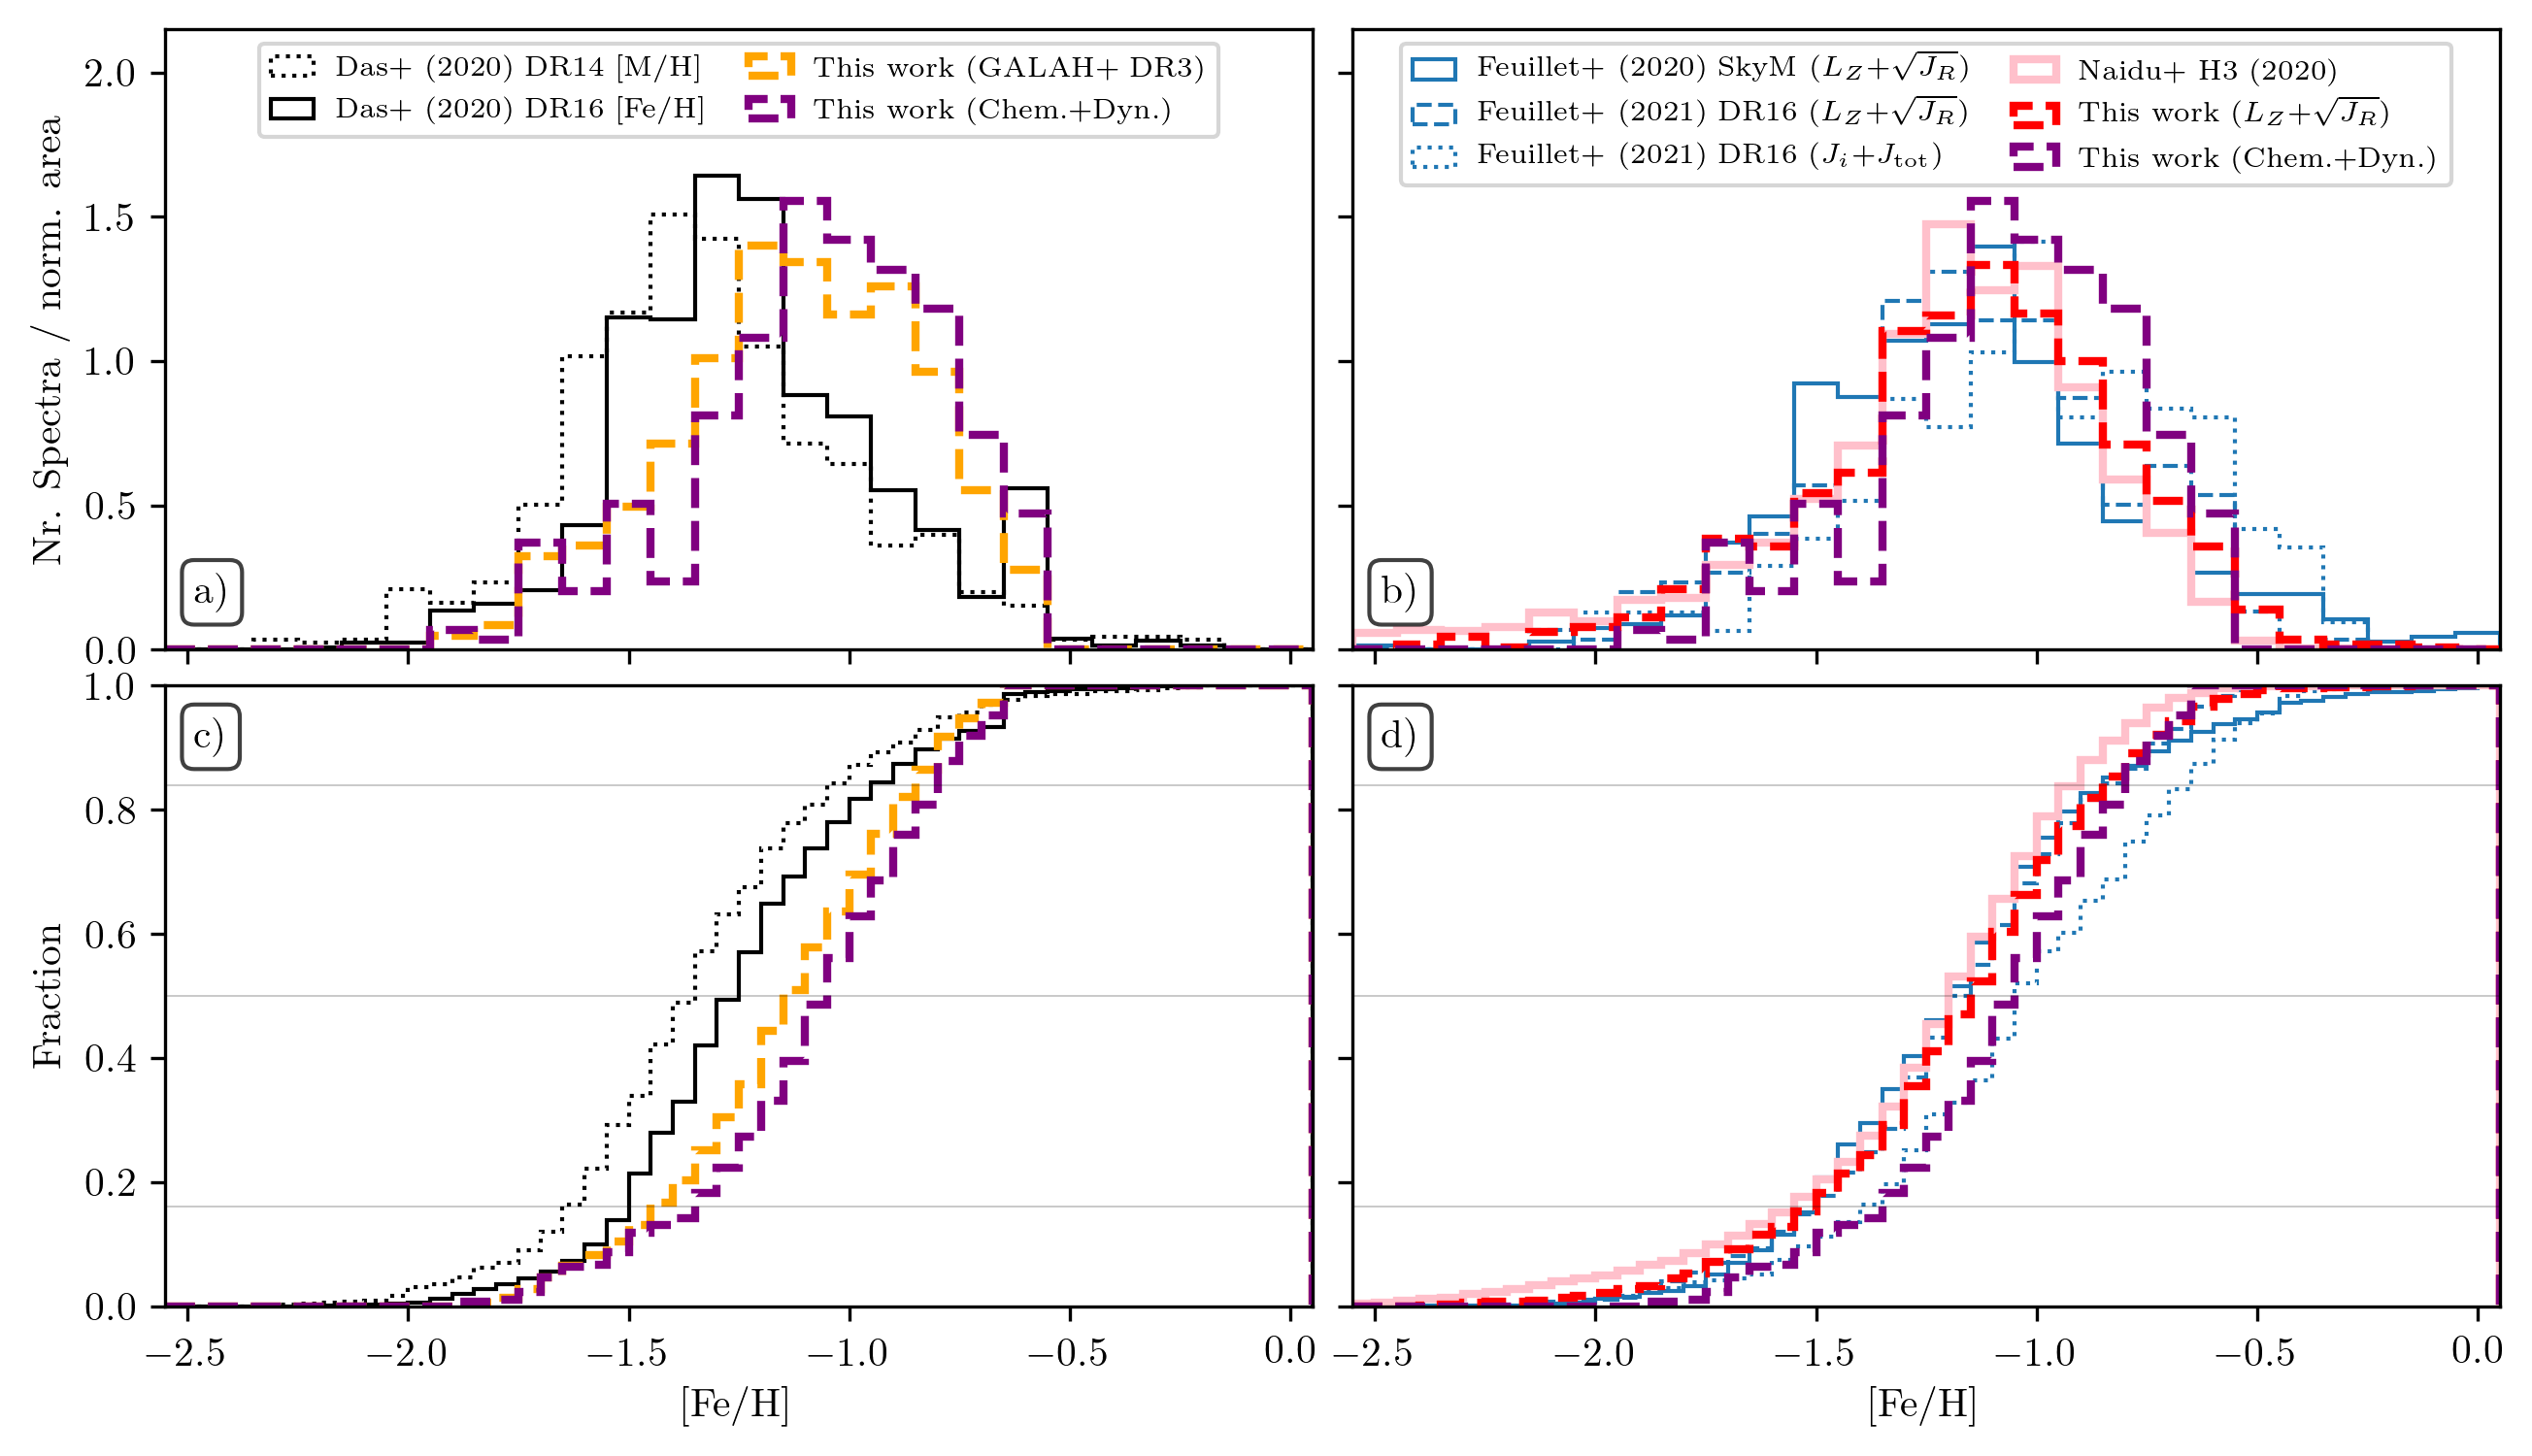 Das+ (2020) DR14 [M/H]
Das+ (2020) DR16 [Fe/H]
This work (GALAH+ DR3)
This work (Chem.+Dyn.)
Feuillet+ (2020) SkyM (L_Z+√J_R)
Feuillet+ (2021) DR16 (L_Z+√J_R)
Feuillet+ (2021) DR16 (J_i+J_tot)
Naidu+ H3 (2020)
This work (L_Z+√J_R)
This work (Chem.+Dyn.)
Nr. Spectra / norm. area
2.0
1.5
1.0
0.5
0.0
a)
b)
Fraction
1.0
0.8
0.6
0.4
0.2
0.0
c)
d)
−2.5 −2.0 −1.5 −1.0 −0.5 0.0
−2.5 −2.0 −1.5 −1.0 −0.5 0.0
[Fe/H]
[Fe/H]